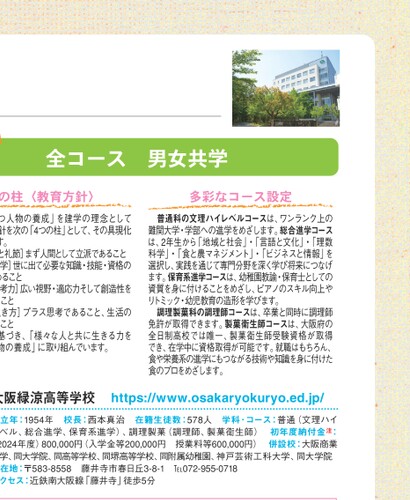 全コース 男女共学
の柱〈教育方針〉
つ人物の養成」を建学の理念として
針を次の「4つの柱」として、その具現化
す。
と礼節］まず人間として立派であること
学］世に出て必要な知識・技能・資格の
めること
考力］広い視野・適応力そして創造性を
こと
き方］プラス思考であること、生活の
こと
基づき、「様々な人と共に生きる力を
物の養成」に取り組んでいます。
多彩なコース設定
普通科の文理ハイレベルコースは、ワンランク上の
難関大学・学部への進学をめざします。総合進学コース
は、2年生から「地域と社会」・「言語と文化」・「理数
科学」・「食と農マネジメント」・「ビジネスと情報」を
選択し、実践を通じて専門分野を深く学び将来につなげ
ます。保育系進学コースは、幼稚園教諭・保育士としての
資質を身に付けることをめざし、ピアノのスキル向上や
リトミック・幼児教育の造形を学びます。
調理製菓科の調理師コースは、卒業と同時に調理師
免許が取得できます。製菓衛生師コースは、大阪府の
全日制高校では唯一、製菓衛生師受験資格が取得
でき、在学中に資格取得が可能です。就職はもちろん、
食や栄養系の進学にもつながる技術や知識を身に付けた
食のプロをめざします。
大阪緑涼高等学校 https://www.osakaryokuryo.ed.jp/
立年：1954年 校長：西本真治 在籍生徒数：578人 学科・コース：普通（文理ハイ
ベル、総合進学、保育系進学）、調理製菓（調理師、製菓衛生師） 初年度納付金注：
2024年度）800,000円（入学金等200,000円 授業料等600,000円） 併設校：大阪商業
学、同大学院、同高等学校、同堺高等学校、同附属幼稚園、神戸芸術工科大学、同大学院
在地：〒583-8558 藤井寺市春日丘3-8-1 TEL072-955-0718
クセス：近鉄南大阪線「藤井寺」徒歩5分